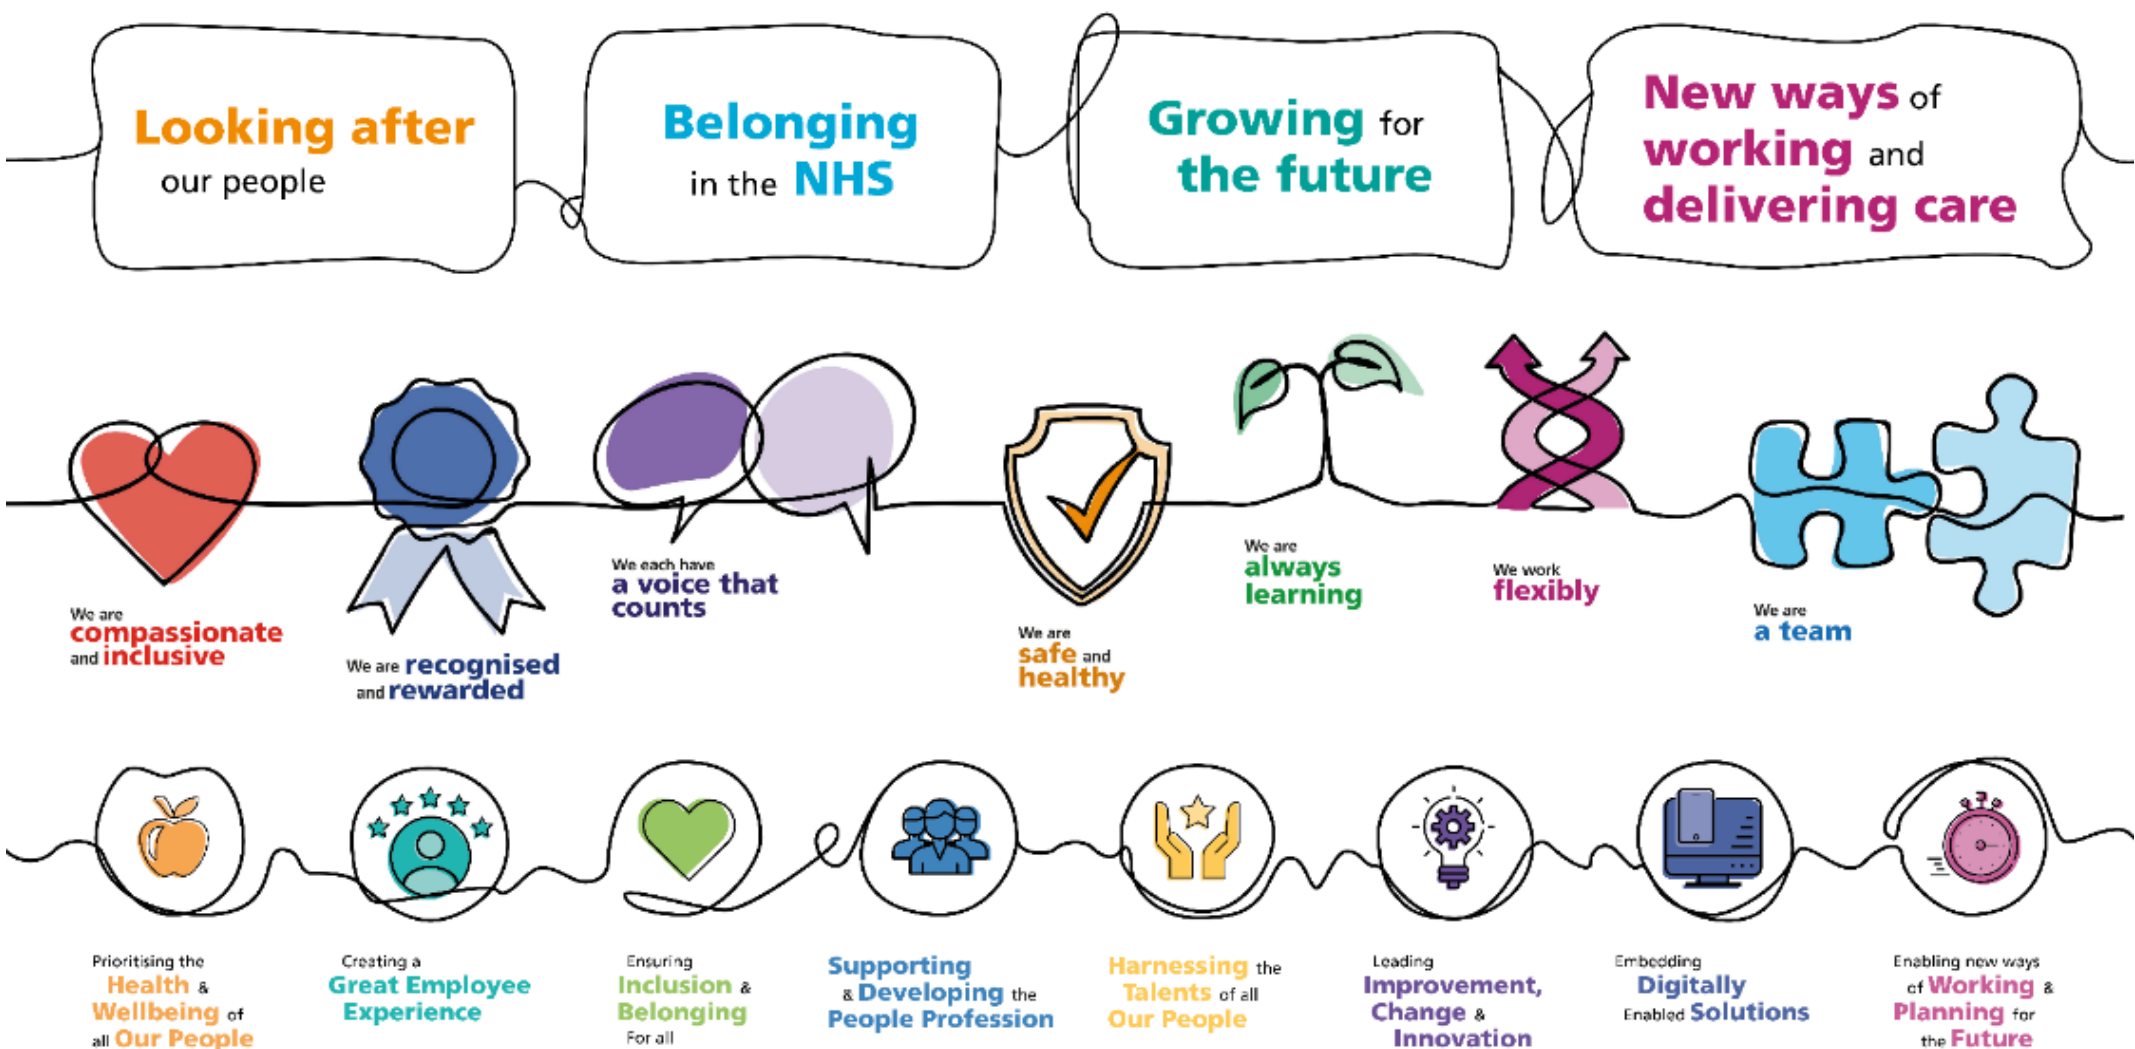 Looking after
our people
Belonging
in the NHS
Growing for
the future
New ways of
working and
delivering care
We are
compassionate
and inclusive
We are recognised
and rewarded
We each have
a voice that
counts
We are
safe and
healthy
We are
always
learning
We work
flexibly
We are
a team
Prioritising the
Health &
Wellbeing of
all Our People
Creating a
Great Employee
Experience
Ensuring
Inclusion &
Belonging
For all
Supporting
& Developing the
People Profession
Harnessing the
Talents of all
Our People
Leading
Improvement,
Change &
Innovation
Embedding
Digitally
Enabled Solutions
Enabling new ways
of Working &
Planning for
the Future